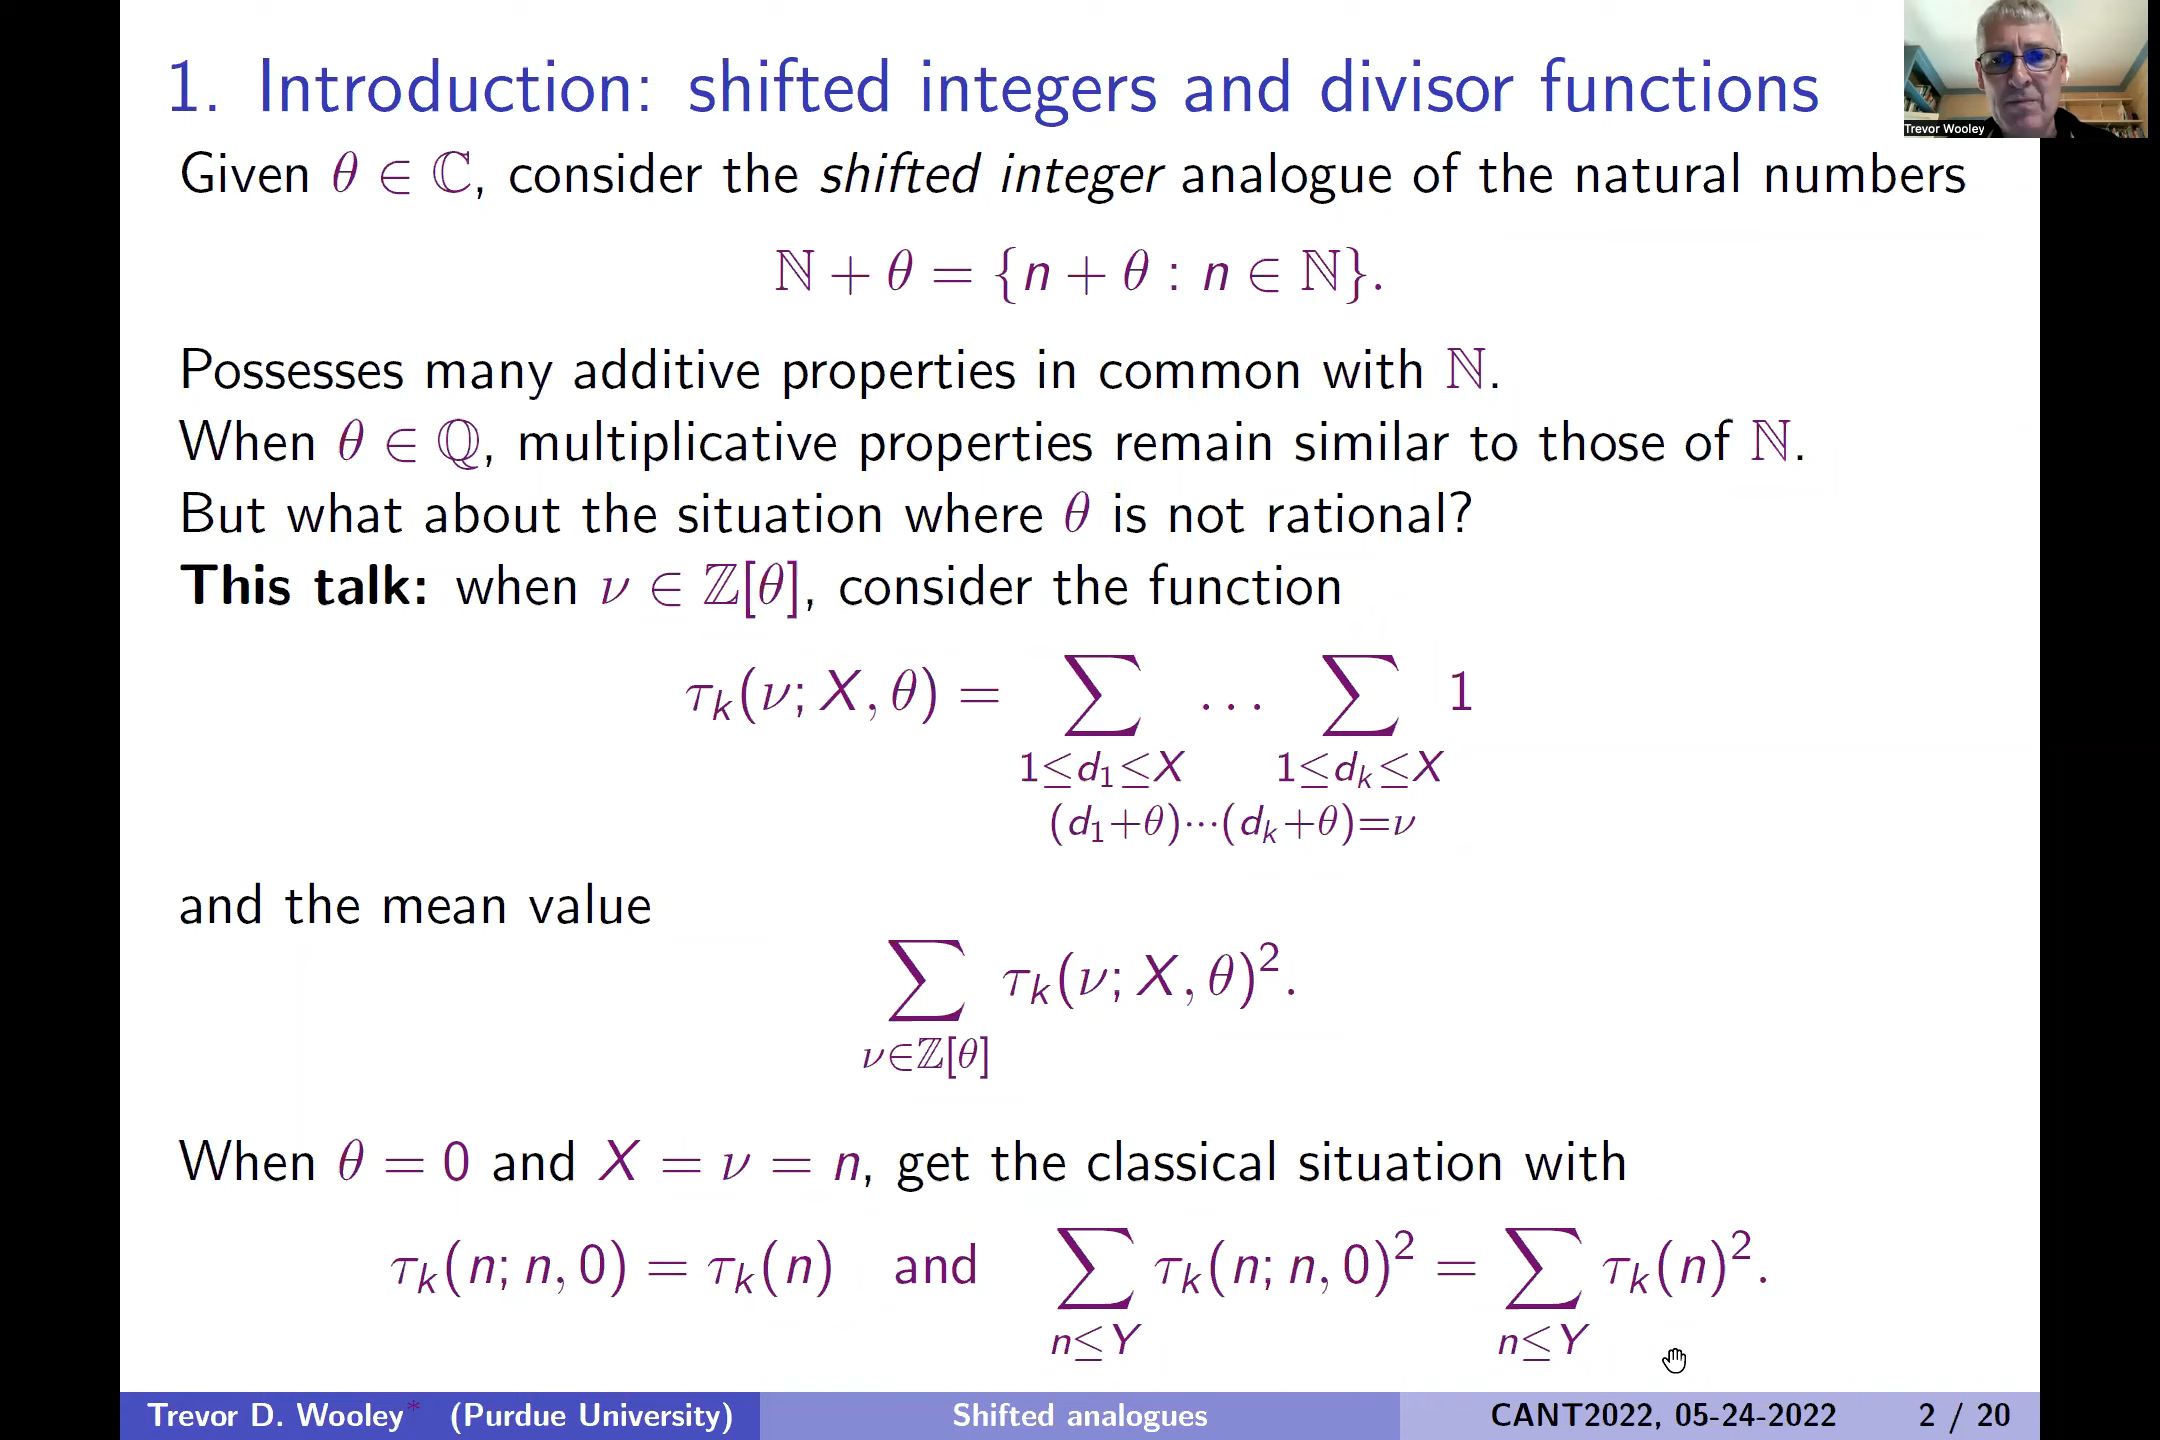 1. Introduction: shifted integers and divisor functions
Trevor Wooley
Given θ ∈ ℂ, consider the shifted integer analogue of the natural numbers
ℕ + θ = {n + θ : n ∈ ℕ}.
Possesses many additive properties in common with ℕ.
When θ ∈ ℚ, multiplicative properties remain similar to those of ℕ.
But what about the situation where θ is not rational?
This talk: when ν ∈ ℤ[θ], consider the function
τ_k(ν; X, θ) = ∑ … ∑ 1
1≤d₁≤X 1≤d_k≤X
(d₁+θ)⋯(d_k+θ)=ν
and the mean value
∑ τ_k(ν; X, θ)².
ν∈ℤ[θ]
When θ = 0 and X = ν = n, get the classical situation with
τ_k(n; n, 0) = τ_k(n) and ∑ τ_k(n; n, 0)² = ∑ τ_k(n)².
n≤Y n≤Y
Trevor D. Wooley* (Purdue University) Shifted analogues CANT2022, 05-24-2022 2 / 20